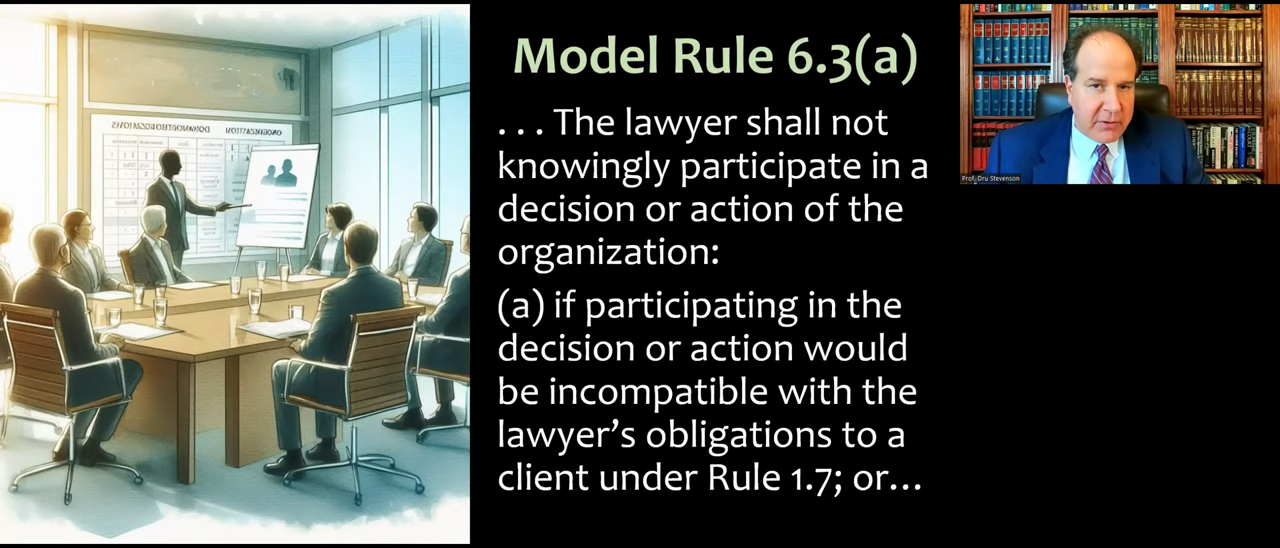 Model Rule 6.3(a)
. . . The lawyer shall not
knowingly participate in a
decision or action of the
organization:
(a) if participating in the
decision or action would
be incompatible with the
lawyer’s obligations to a
client under Rule 1.7; or…
Prof. Dru Stevenson